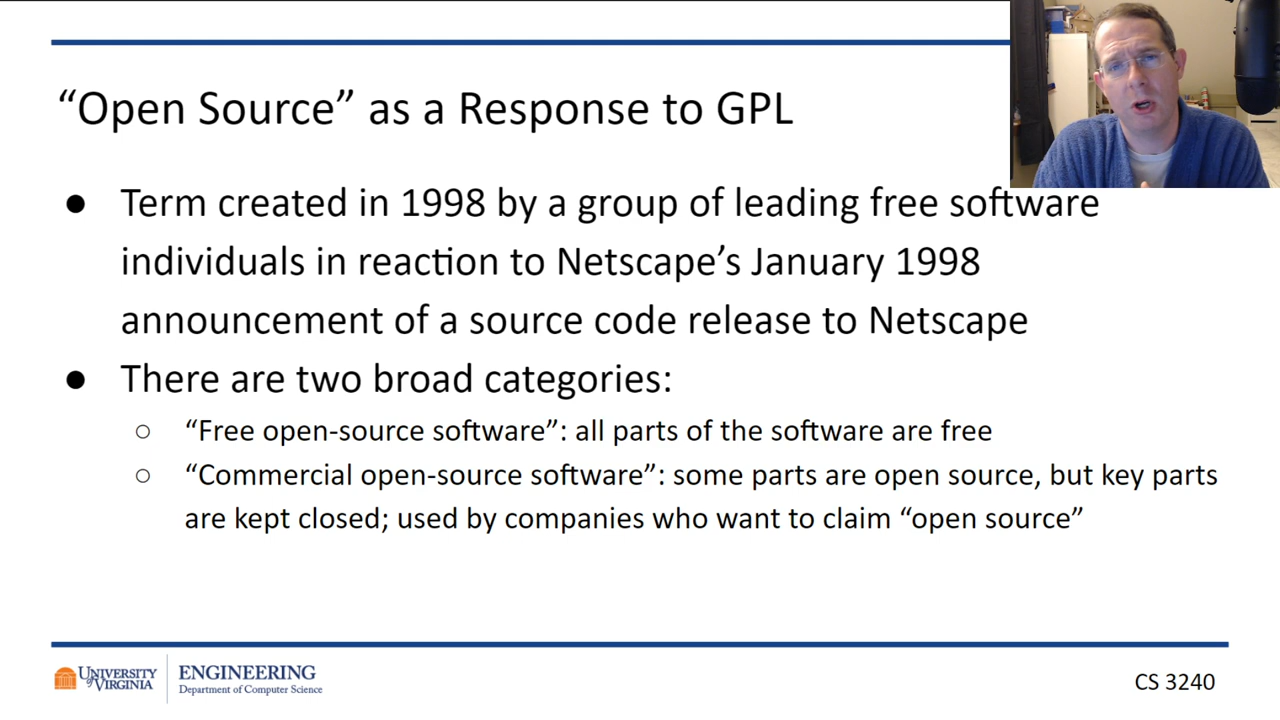 “Open Source” as a Response to GPL
● Term created in 1998 by a group of leading free software
individuals in reaction to Netscape’s January 1998
announcement of a source code release to Netscape
● There are two broad categories:
○ “Free open-source software”: all parts of the software are free
○ “Commercial open-source software”: some parts are open source, but key parts
are kept closed; used by companies who want to claim “open source”
UNIVERSITY
of VIRGINIA
ENGINEERING
Department of Computer Science
CS 3240